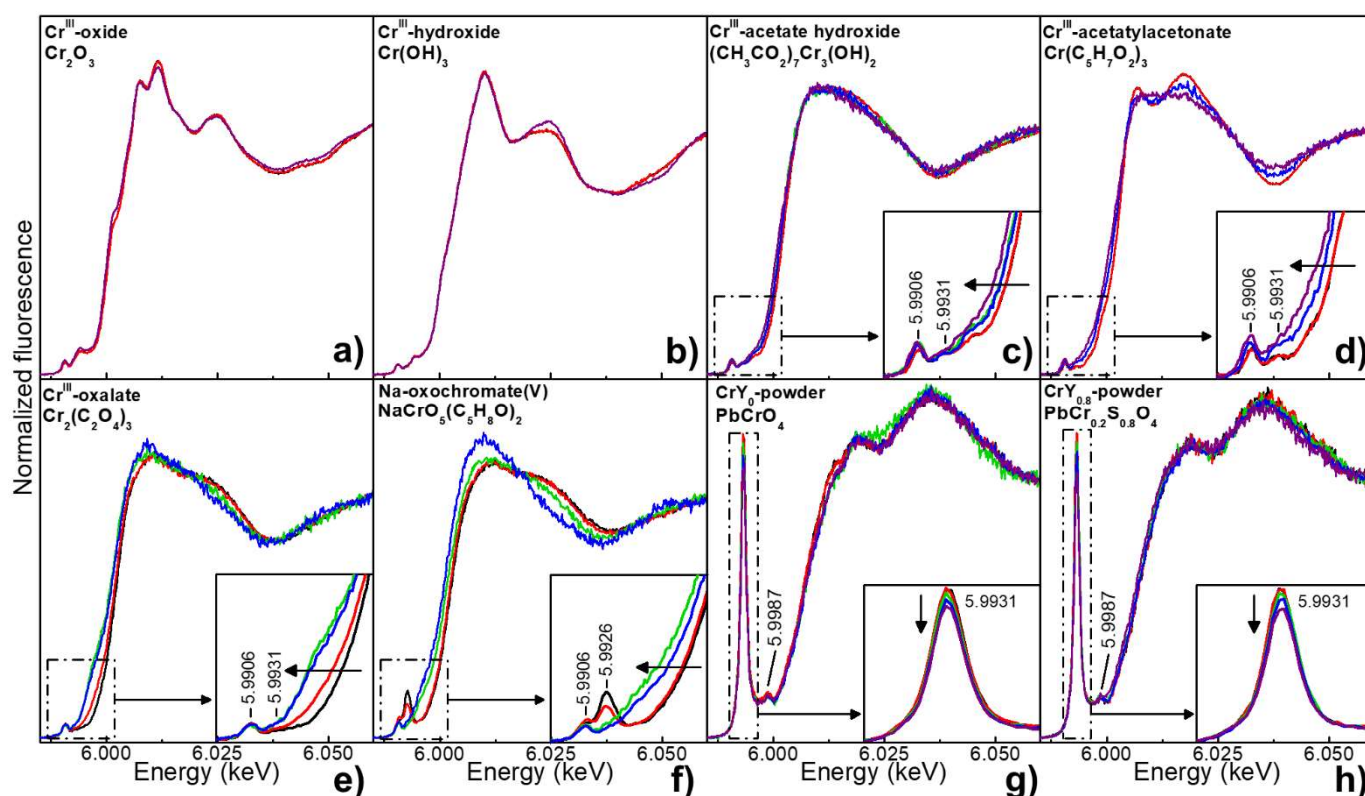 Normalized fluorescence
Cr^III-oxide
Cr₂O₃
a)
Cr^III-hydroxide
Cr(OH)₃
b)
Cr^III-acetate hydroxide
(CH₃CO₂)₇Cr₃(OH)₂
5.9906
5.9931
c)
Cr^III-acetatylacetonate
Cr(C₅H₇O₂)₃
5.9906
5.9931
d)
Cr^III-oxalate
Cr₂(C₂O₄)₃
5.9906
5.9931
e)
6.000 6.025 6.050
Energy (keV)
Na-oxochromate(V)
NaCrO₅(C₅H₈O)₂
5.9906
5.9926
f)
6.000 6.025 6.050
Energy (keV)
CrY₀-powder
PbCrO₄
5.9987
5.9931
g)
6.000 6.025 6.050
Energy (keV)
CrY₀.₈-powder
PbCr₀.₂S₀.₈O₄
5.9987
5.9931
h)
6.000 6.025 6.050
Energy (keV)